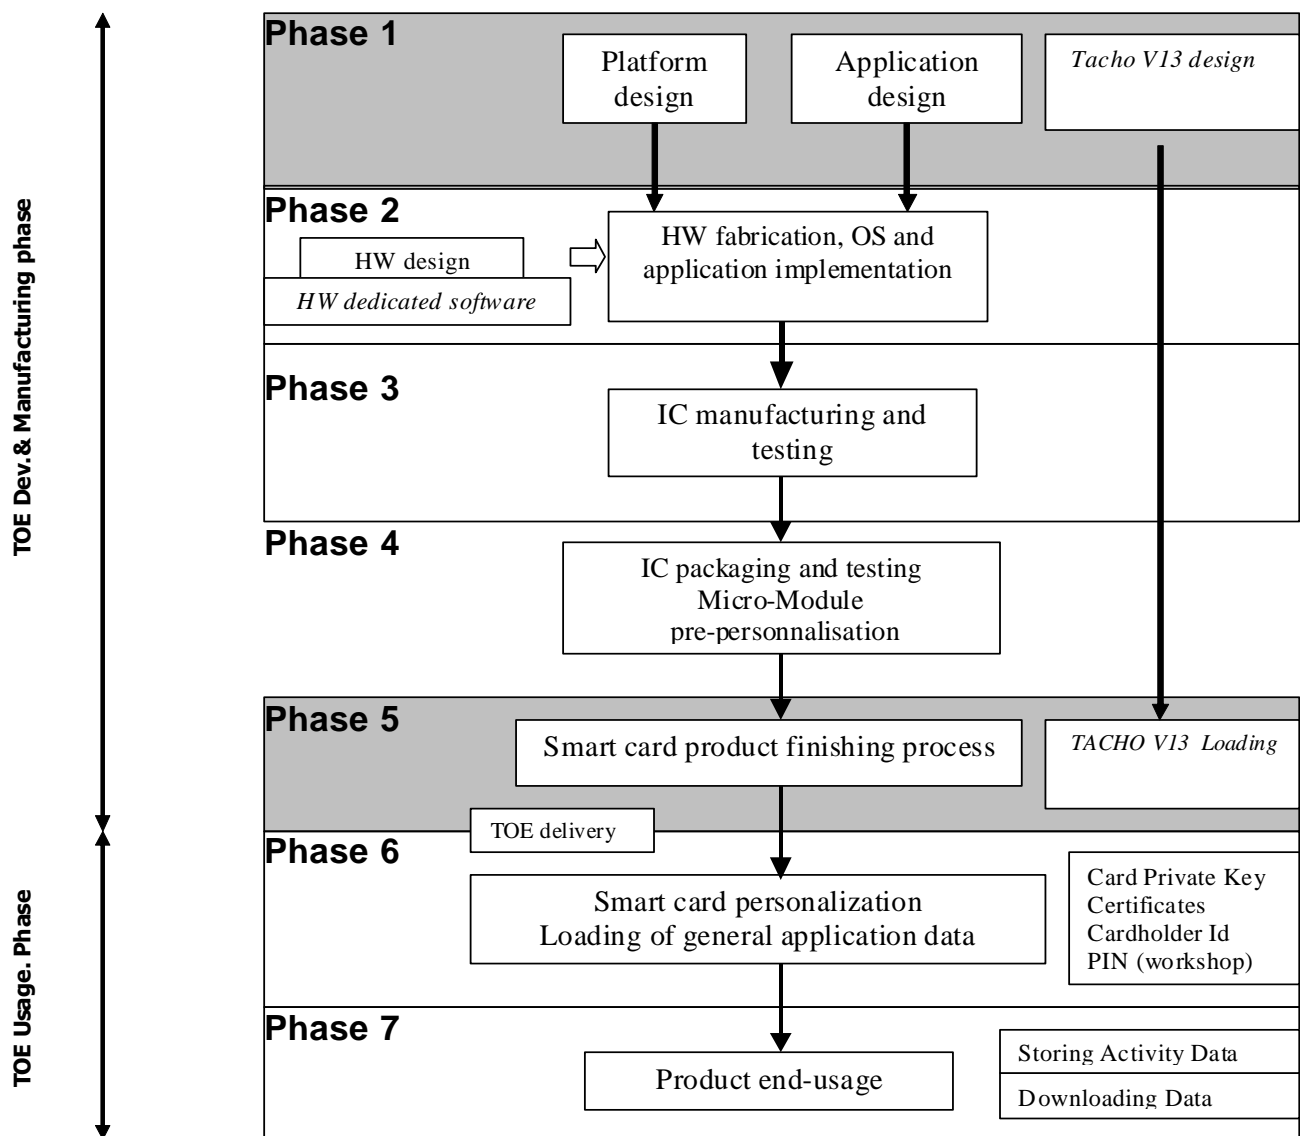 Phase 1
Platform
design
Application
design
Tacho V13 design
Phase 2
HW design
HW dedicated software
HW fabrication, OS and
application implementation
Phase 3
IC manufacturing and
testing
Phase 4
IC packaging and testing
Micro-Module
pre-personnalisation
Phase 5
Smart card product finishing process
TACHO V13 Loading
TOE delivery
Phase 6
Smart card personalization
Loading of general application data
Card Private Key
Certificates
Cardholder Id
PIN (workshop)
Phase 7
Product end-usage
Storing Activity Data
Downloading Data
TOE Dev.& Manufacturing phase
TOE Usage. Phase